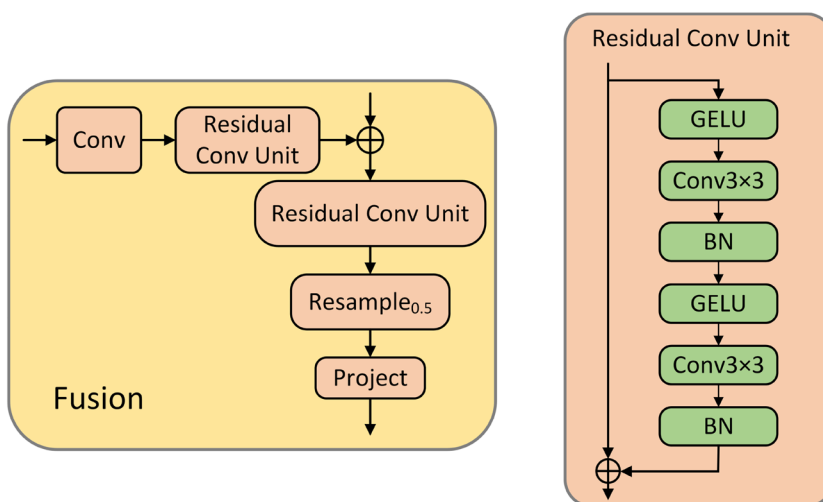 Conv
Residual
Conv Unit
Residual Conv Unit
Resample0.5
Project
Fusion
Residual Conv Unit
GELU
Conv3×3
BN
GELU
Conv3×3
BN